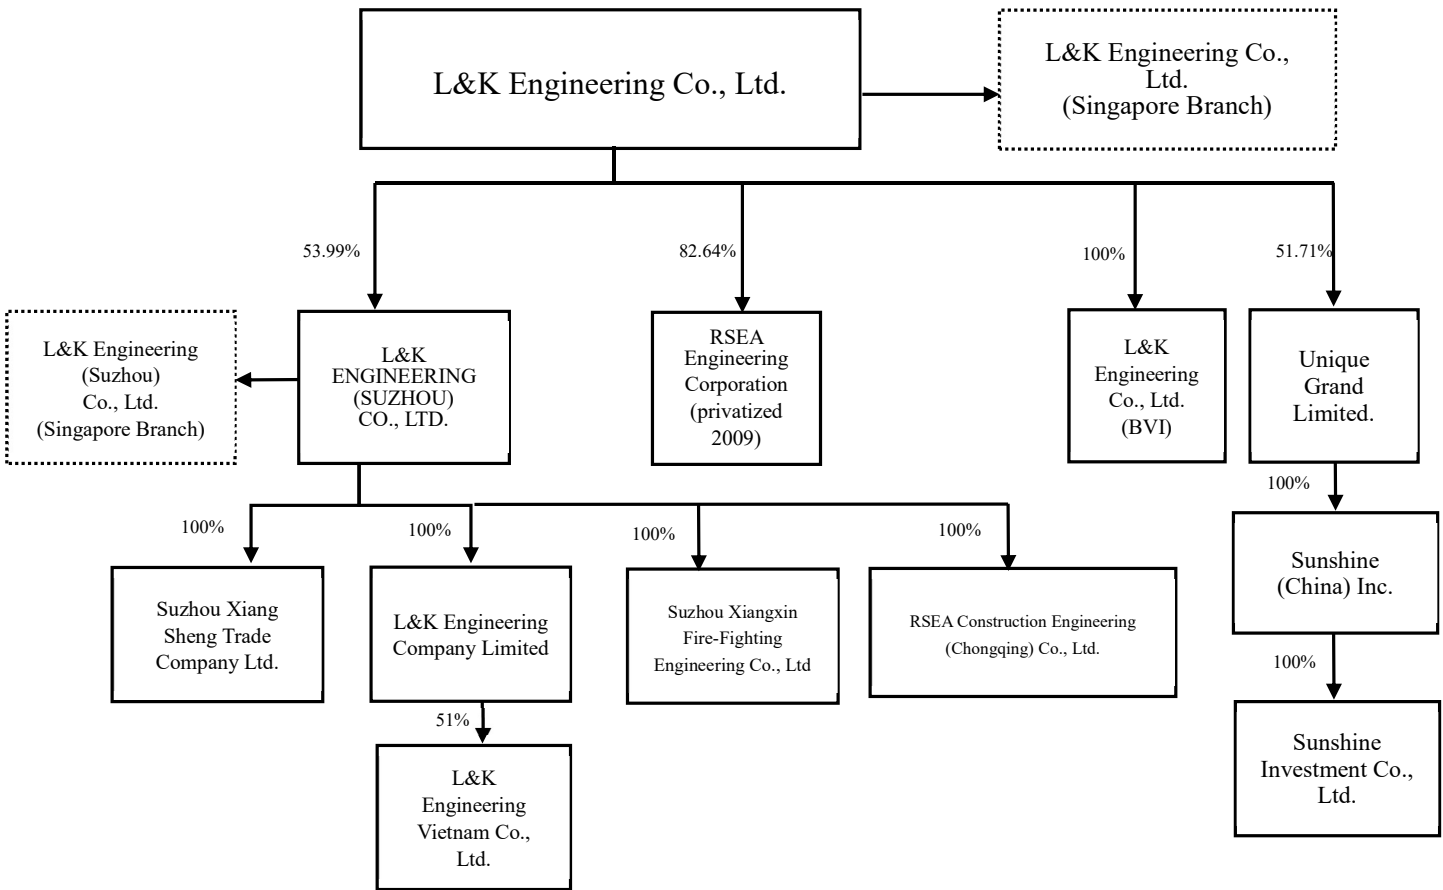 L&K Engineering Co., Ltd.
L&K Engineering Co.,
Ltd.
(Singapore Branch)
53.99%
82.64%
100%
51.71%
L&K Engineering
(Suzhou)
Co., Ltd.
(Singapore Branch)
L&K
ENGINEERING
(SUZHOU)
CO., LTD.
RSEA
Engineering
Corporation
(privatized
2009)
L&K
Engineering
Co., Ltd.
(BVI)
Unique
Grand
Limited.
100%
100%
100%
100%
100%
Suzhou Xiang
Sheng Trade
Company Ltd.
L&K Engineering
Company Limited
Suzhou Xiangxin
Fire-Fighting
Engineering Co., Ltd
RSEA Construction Engineering
(Chongqing) Co., Ltd.
Sunshine
(China) Inc.
100%
51%
L&K
Engineering
Vietnam Co.,
Ltd.
Sunshine
Investment Co.,
Ltd.